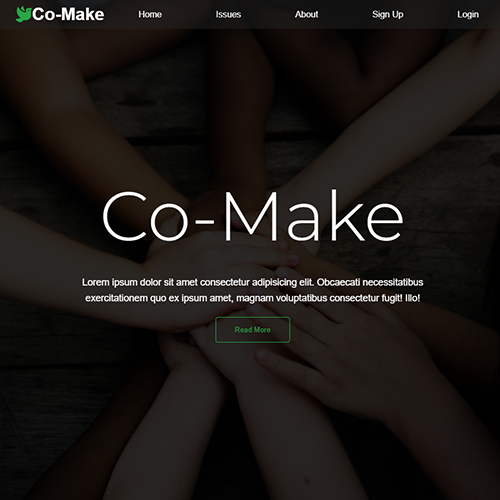 Co-Make Home Issues About Sign Up Login
Co-Make
Lorem ipsum dolor sit amet consectetur adipisicing elit. Obcaecati necessitatibus
exercitationem quo ex ipsum amet, magnam voluptatibus consectetur fugit! Illo!
Read More